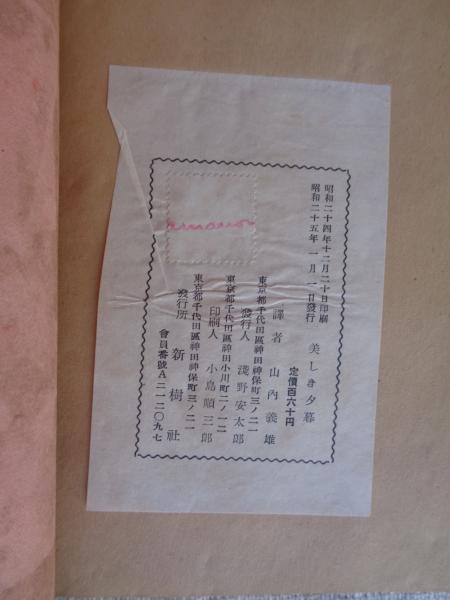 昭和二十四年十二月二十日印刷
昭和二十五年一月一日發行
美しき夕暮
定價百六十円
譯者 山內義雄
東京都千代田區神田神保町三ノ二一
發行人 淺野安太郎
東京都千代田區神田小川町二ノ一二
印刷人 小島順三郎
東京都千代田區神田神保町三ノ二一
發行所 新樹社
會員番號A二一二〇九七